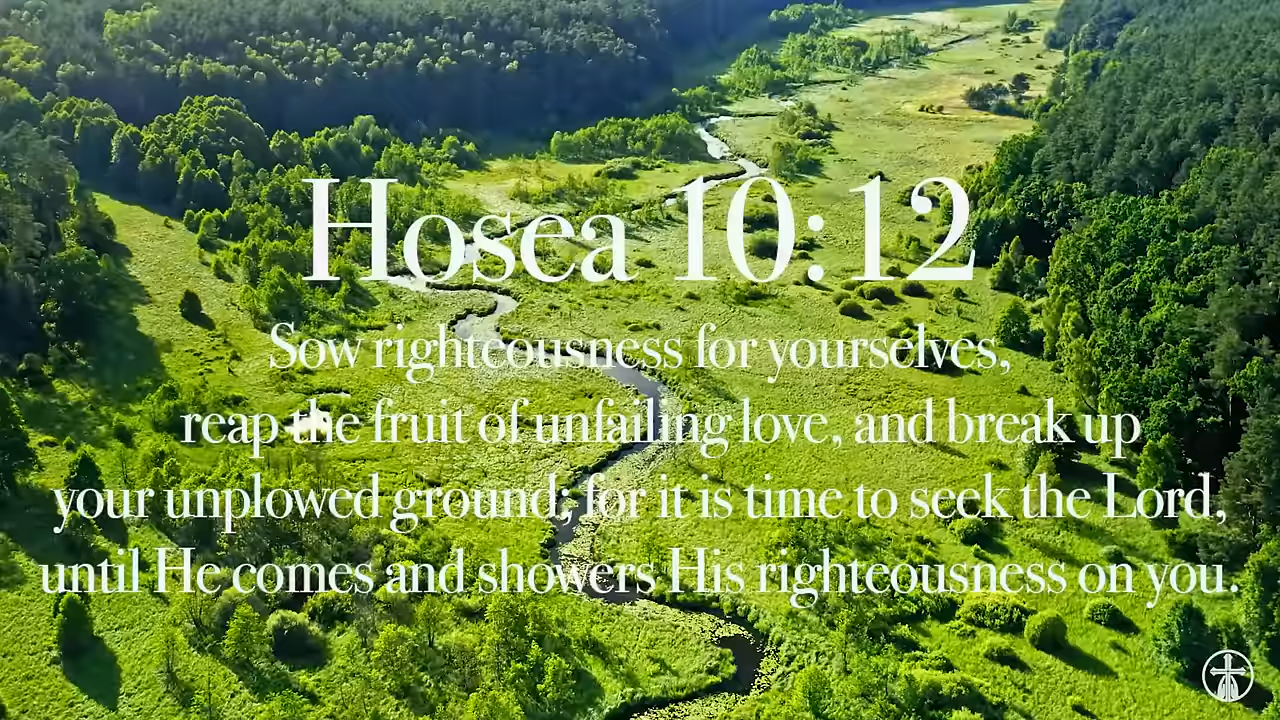 Hosea 10:12
Sow righteousness for yourselves,
reap the fruit of unfailing love, and break up
your unplowed ground; for it is time to seek the Lord,
until He comes and showers His righteousness on you.